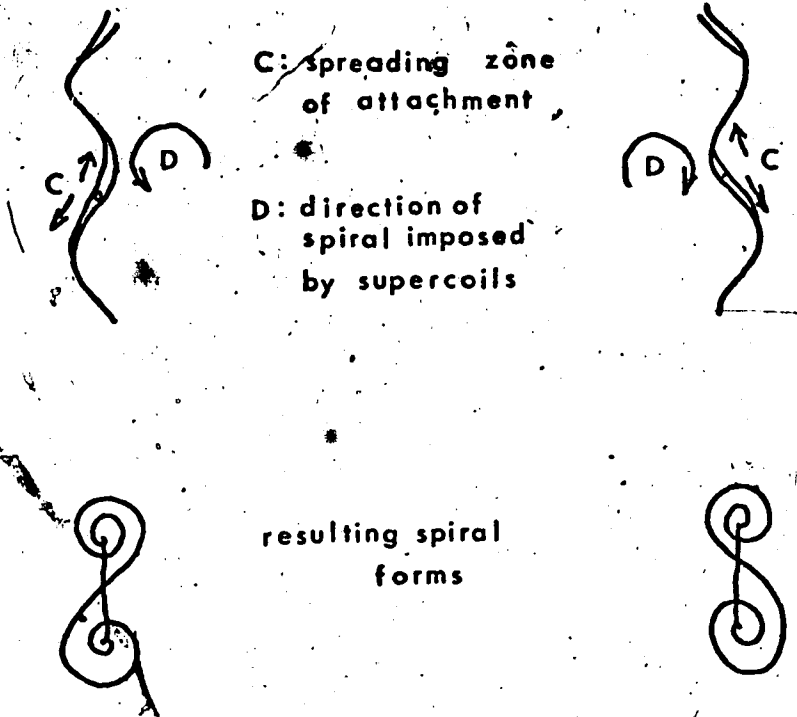 C: spreading zone
of attachment
D
C
D
C
D: direction of
spiral imposed
by supercoils
resulting spiral
forms